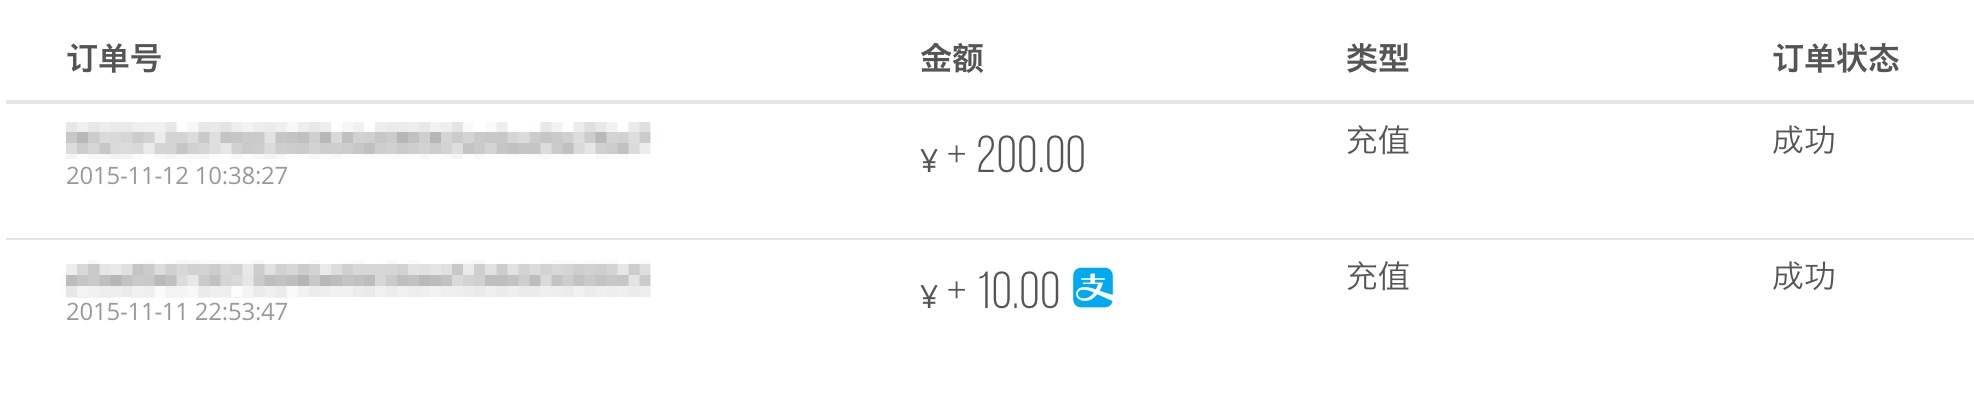 订单号 金额 类型 订单状态
¥ + 200.00 充值 成功
2015-11-12 10:38:27
¥ + 10.00 支 充值 成功
2015-11-11 22:53:47